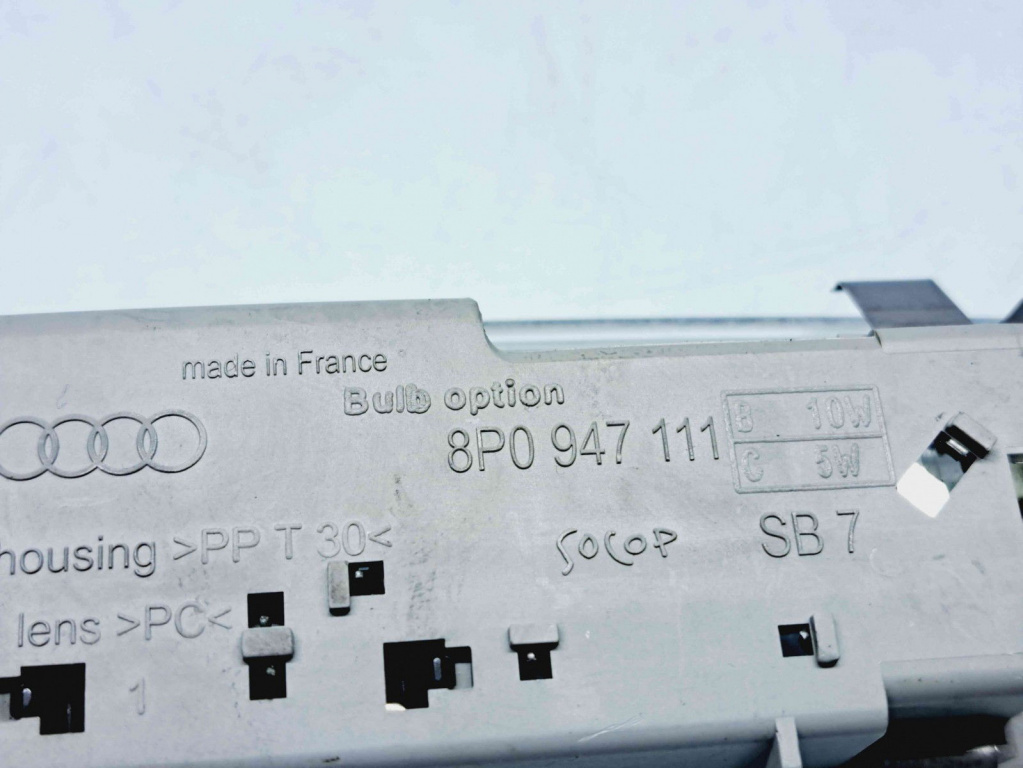 made in France
Bulb option
8P0 947 111
B 10W
C 5W
housing >PP T 30<
SOCOP
SB 7
lens >PC<
1